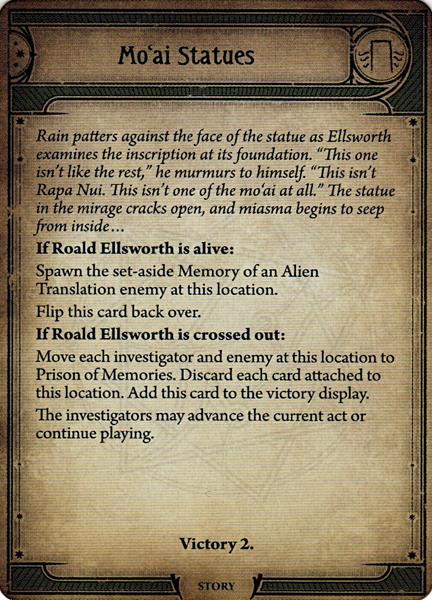 Moʻai Statues
Rain patters against the face of the statue as Ellsworth
examines the inscription at its foundation. “This one
isn’t like the rest,” he murmurs to himself. “This isn’t
Rapa Nui. This isn’t one of the moʻai at all.” The statue
in the mirage cracks open, and miasma begins to seep
from inside…
If Roald Ellsworth is alive:
Spawn the set-aside Memory of an Alien
Translation enemy at this location.
Flip this card back over.
If Roald Ellsworth is crossed out:
Move each investigator and enemy at this location to
Prison of Memories. Discard each card attached to
this location. Add this card to the victory display.
The investigators may advance the current act or
continue playing.
Victory 2.
STORY